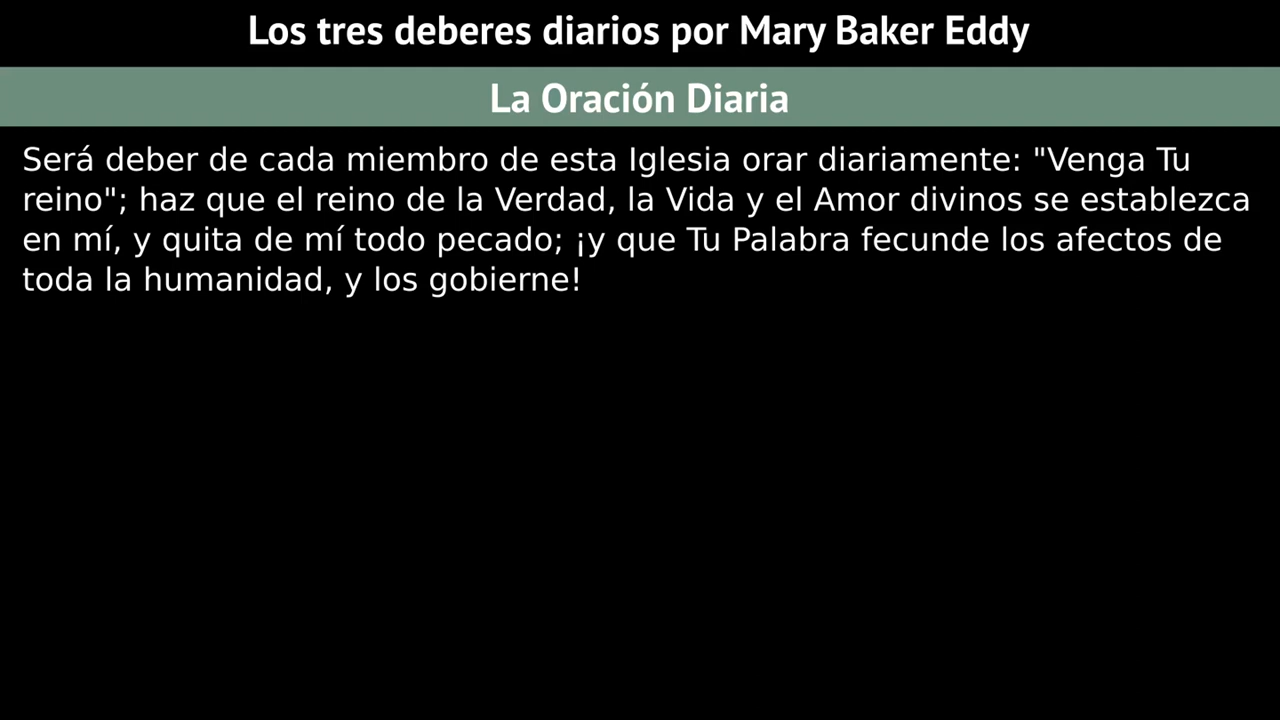 Los tres deberes diarios por Mary Baker Eddy
La Oración Diaria
Será deber de cada miembro de esta Iglesia orar diariamente: "Venga Tu
reino"; haz que el reino de la Verdad, la Vida y el Amor divinos se establezca
en mí, y quita de mí todo pecado; ¡y que Tu Palabra fecunde los afectos de
toda la humanidad, y los gobierne!